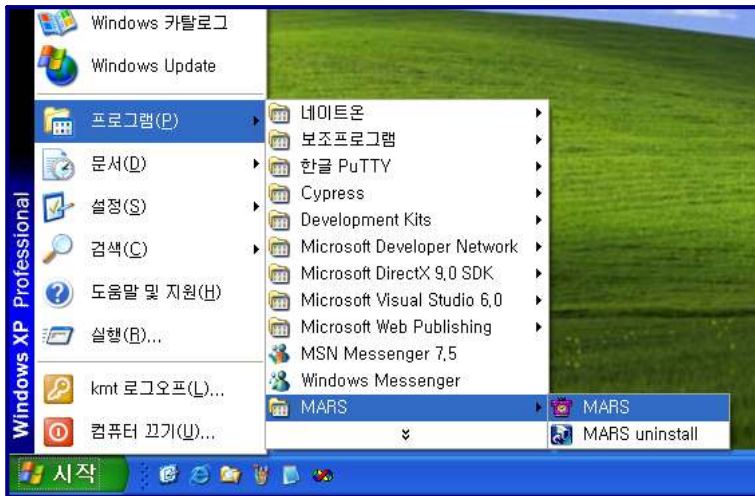 Windows 카탈로그
Windows Update
프로그램(P)
문서(D)
설정(S)
검색(C)
도움말 및 지원(H)
실행(R)...
kmt 로그오프(L)...
컴퓨터 끄기(U)...
Windows XP Professional
네이트온
보조프로그램
한글 PuTTY
Cypress
Development Kits
Microsoft Developer Network
Microsoft DirectX 9.0 SDK
Microsoft Visual Studio 6.0
Microsoft Web Publishing
MSN Messenger 7.5
Windows Messenger
MARS
MARS
MARS uninstall
시작